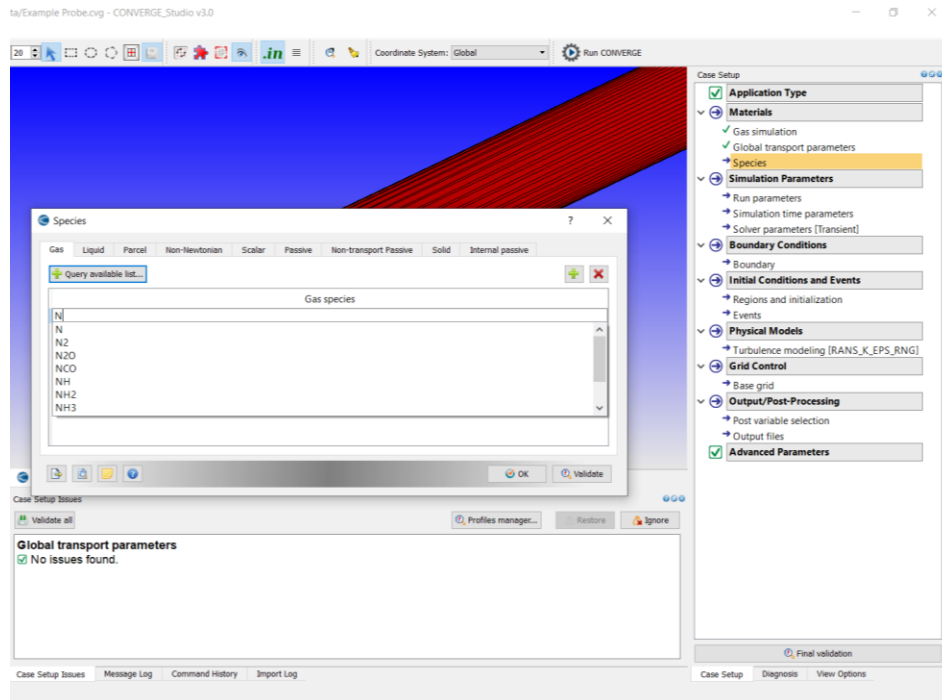 ta/Example Probe.cvg - CONVERGE_Studio v3.0
20 .in Coordinate System: Global Run CONVERGE
Case Setup
Application Type
Materials
Gas simulation
Global transport parameters
Species
Simulation Parameters
Run parameters
Simulation time parameters
Solver parameters [Transient]
Boundary Conditions
Boundary
Initial Conditions and Events
Regions and initialization
Events
Physical Models
Turbulence modeling [RANS_K_EPS_RNG]
Grid Control
Base grid
Output/Post-Processing
Post variable selection
Output files
Advanced Parameters
Final validation
Case Setup Diagnosis View Options
Species ?
Gas Liquid Parcel Non-Newtonian Scalar Passive Non-transport Passive Solid Internal passive
Query available list...
Gas species
N
N
N2
N2O
NCO
NH
NH2
NH3
OK Validate
Case Setup Issues
Validate all Profiles manager... Restore Ignore
Global transport parameters
No issues found.
Case Setup Issues Message Log Command History Import Log